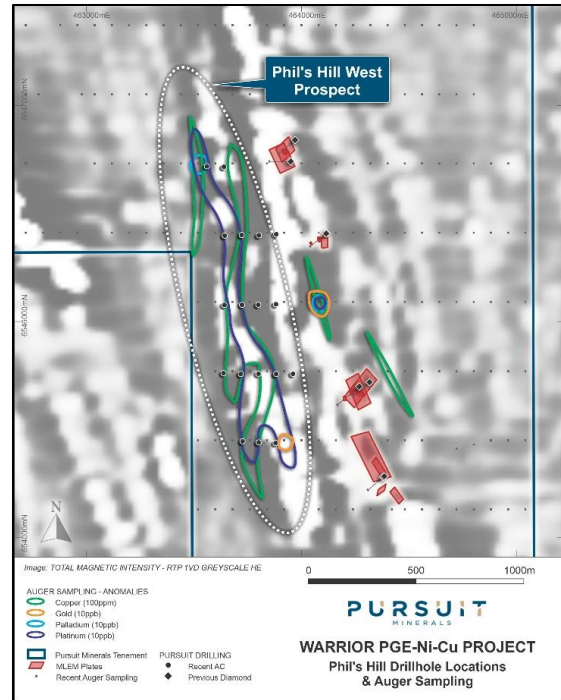 463000mE
464000mE
465000mE
Phil's Hill West
Prospect
6546000mN
N
Image: TOTAL MAGNETIC INTENSITY - RTP 1VD GREYSCALE HE
0
500
1000m
AUGER SAMPLING - ANOMALIES
Copper (100ppm)
Gold (10ppb)
Palladium (10ppb)
Platinum (10ppb)
Pursuit Minerals Tenement
MLEM Plates
Recent Auger Sampling
PURSUIT DRILLING
Recent AC
Previous Diamond
PURSUIT
MINERALS
WARRIOR PGE-Ni-Cu PROJECT
Phil's Hill Drillhole Locations
& Auger Sampling